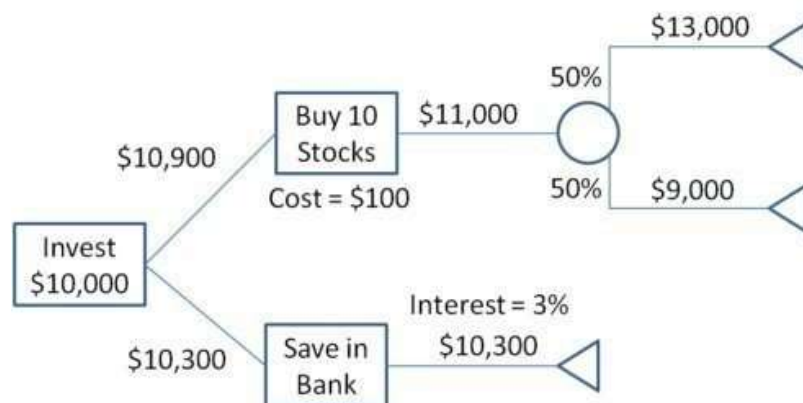 $13,000
50%
Buy 10
Stocks
$11,000
$10,900
Cost = $100
50%
$9,000
Invest
$10,000
Interest = 3%
$10,300
Save in
Bank
$10,300